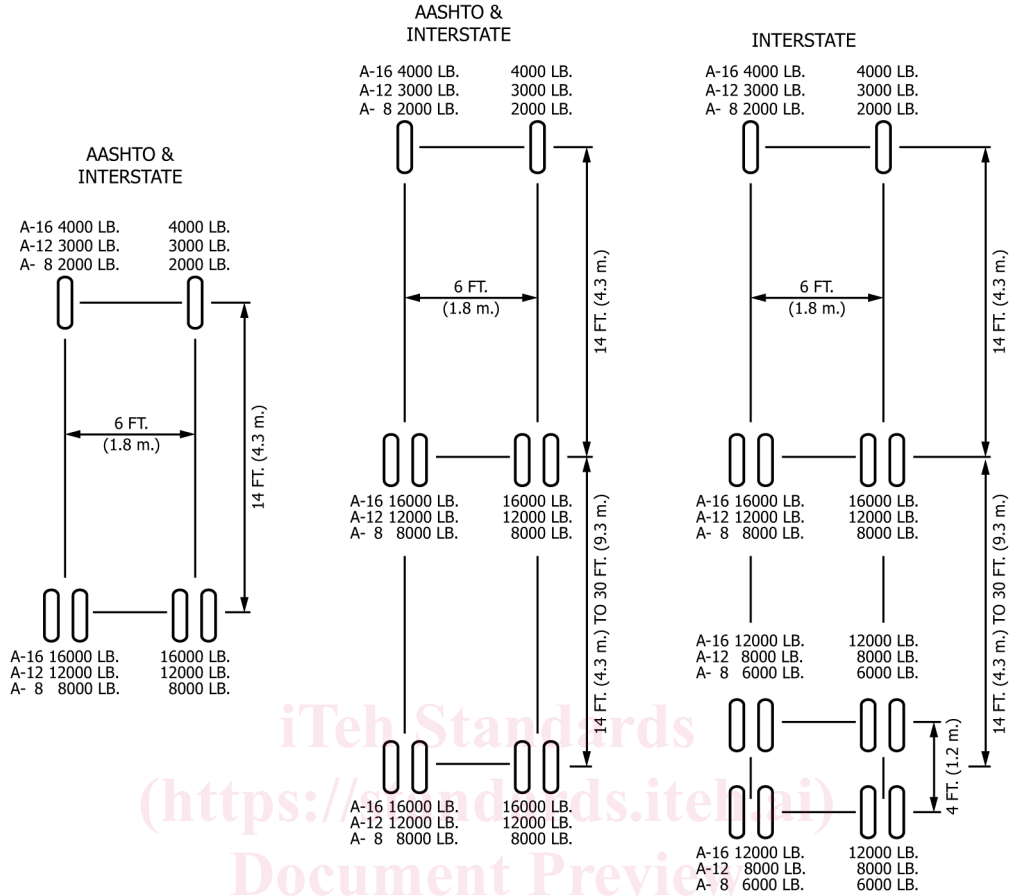 AASHTO &
INTERSTATE
A-16 4000 LB. 4000 LB.
A-12 3000 LB. 3000 LB.
A- 8 2000 LB. 2000 LB.
6 FT.
(1.8 m.)
14 FT. (4.3 m.)
A-16 16000 LB. 16000 LB.
A-12 12000 LB. 12000 LB.
A- 8 8000 LB. 8000 LB.
AASHTO &
INTERSTATE
A-16 4000 LB. 4000 LB.
A-12 3000 LB. 3000 LB.
A- 8 2000 LB. 2000 LB.
6 FT.
(1.8 m.)
14 FT. (4.3 m.)
A-16 16000 LB. 16000 LB.
A-12 12000 LB. 12000 LB.
A- 8 8000 LB. 8000 LB.
14 FT. (4.3 m.) TO 30 FT. (9.3 m.)
A-16 16000 LB. 16000 LB.
A-12 12000 LB. 12000 LB.
A- 8 8000 LB. 8000 LB.
INTERSTATE
A-16 4000 LB. 4000 LB.
A-12 3000 LB. 3000 LB.
A- 8 2000 LB. 2000 LB.
6 FT.
(1.8 m.)
14 FT. (4.3 m.)
A-16 16000 LB. 16000 LB.
A-12 12000 LB. 12000 LB.
A- 8 8000 LB. 8000 LB.
14 FT. (4.3 m.) TO 30 FT. (9.3 m.)
A-16 12000 LB. 12000 LB.
A-12 8000 LB. 8000 LB.
A- 8 6000 LB. 6000 LB.
4 FT. (1.2 m.)
A-16 12000 LB. 12000 LB.
A-12 8000 LB. 8000 LB.
A- 8 6000 LB. 6000 LB.
iTeh Standards
(https://standards.iteh.ai)
Document Preview